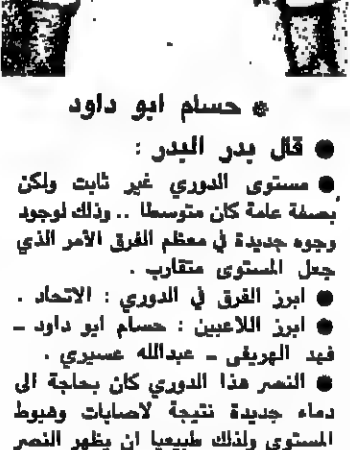 * حسام ابو داود
● قال بدر البدر :
● مستوى الدوري غير ثابت ولكن
بصفة عامة كان متوسطا .. وذلك لوجود
وجوه جديدة في معظم الفرق الأمر الذي
جعل المستوى متقارب .
● ابرز الفرق في الدوري : الاتحاد .
● ابرز اللاعبين : حسام ابو داود ــ
فهد الهريفى ــ عبدالله عسيري .
● النصر هذا الدوري كان بحاجة الى
دماء جديدة نتيجة لاصابات وهبوط
المستوى ولذلك طبيعيا ان يظهر النصر